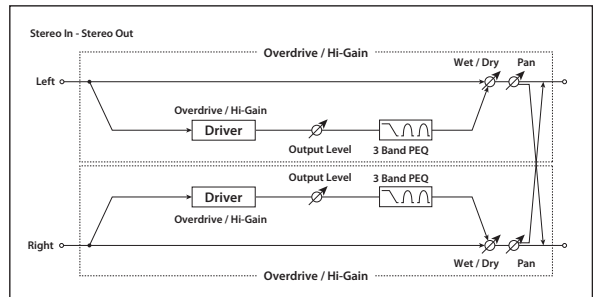 Stereo In - Stereo Out
Overdrive / Hi-Gain
Wet / Dry Pan
Left
Overdrive / Hi-Gain
Driver
Output Level 3 Band PEQ
Output Level 3 Band PEQ
Driver
Overdrive / Hi-Gain
Right
Wet / Dry Pan
Overdrive / Hi-Gain